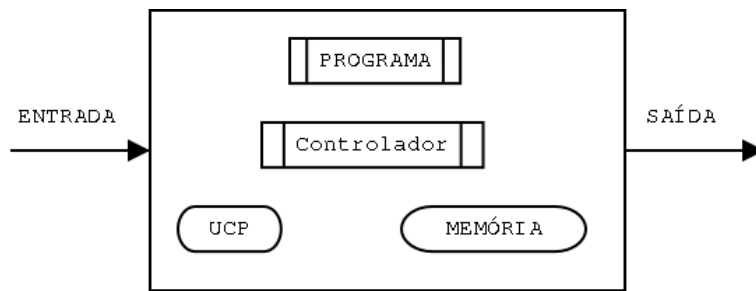 PROGRAMA
ENTRADA
SAÍDA
Controlador
UCP
MEMÓRIA